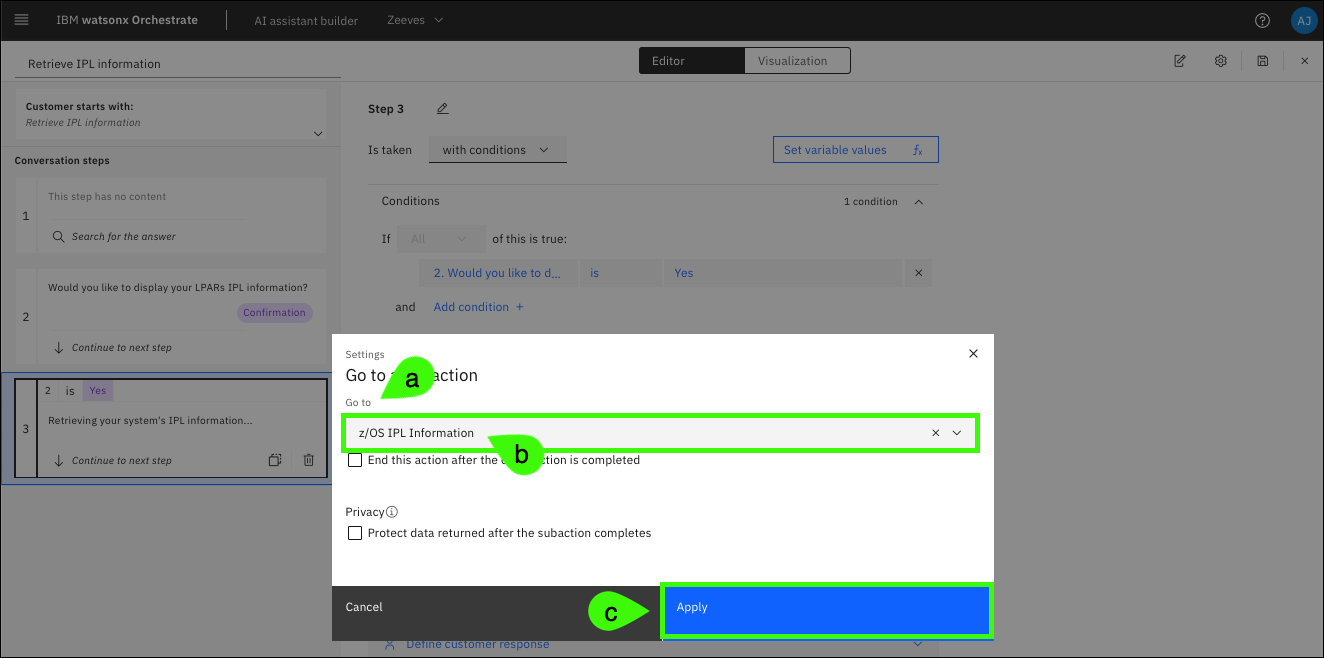 IBM watsonx Orchestrate
AI assistant builder
Zeeves
AJ
Retrieve IPL information
Editor
Visualization
Customer starts with:
Retrieve IPL information
Conversation steps
1
This step has no content
Search for the answer
2
Would you like to display your LPARs IPL information?
Confirmation
Continue to next step
2 is Yes
3
Retrieving your system's IPL information...
Continue to next step
Step 3
Is taken
with conditions
Set variable values
fx
Conditions
1 condition
If
All
of this is true:
2. Would you like to d...
is
Yes
and
Add condition +
Settings
Go to a action
a
Go to
z/OS IPL Information
b
End this action after the is completed
Privacy
Protect data returned after the subaction completes
Cancel
c
Apply
Define customer response